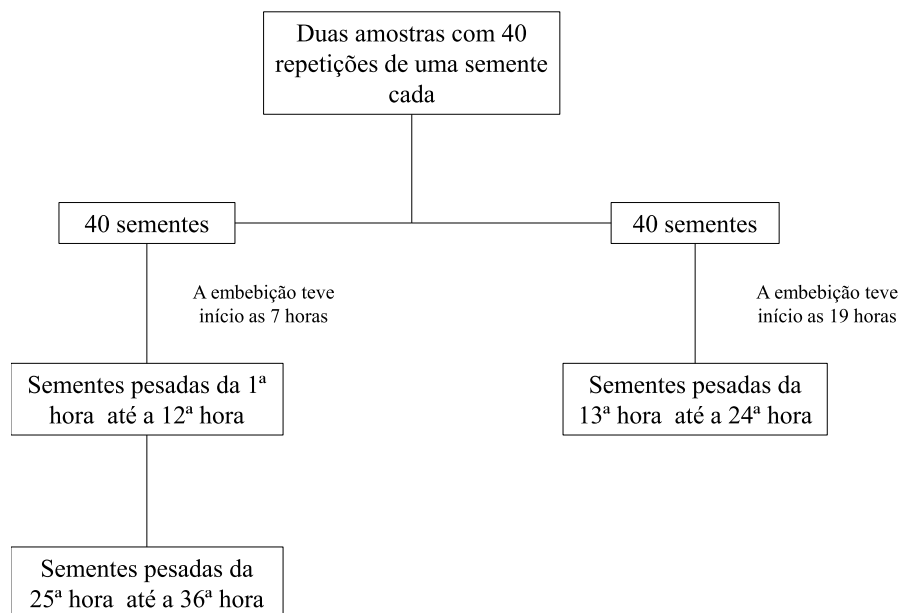 Duas amostras com 40
repetições de uma semente
cada
40 sementes
40 sementes
A embebição teve
início as 7 horas
A embebição teve
início as 19 horas
Sementes pesadas da 1ª
hora até a 12ª hora
Sementes pesadas da
13ª hora até a 24ª hora
Sementes pesadas da
25ª hora até a 36ª hora